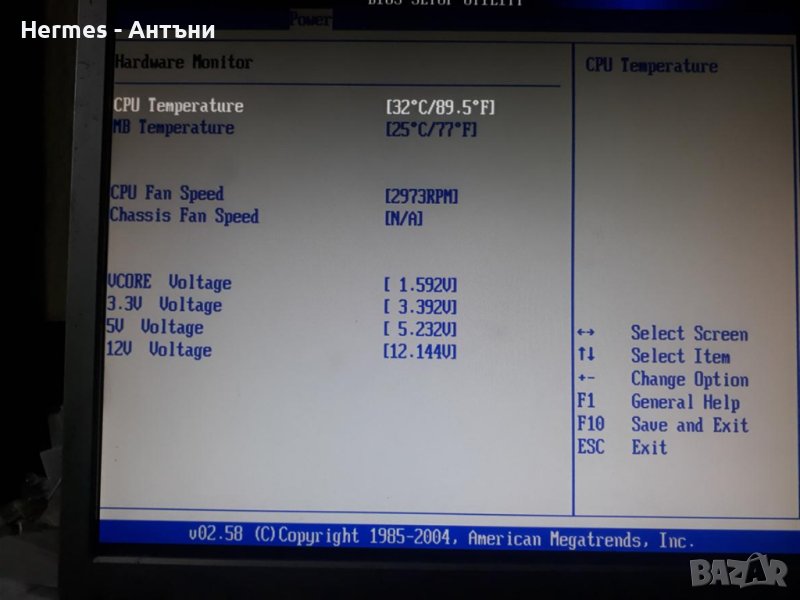 BIOS SETUP UTILITY
Hermes - Антъни
Power
Hardware Monitor
CPU Temperature [32°C/89.5°F]
MB Temperature [25°C/77°F]
CPU Fan Speed [2973RPM]
Chassis Fan Speed [N/A]
VCORE Voltage [ 1.592V]
3.3V Voltage [ 3.392V]
5V Voltage [ 5.232V]
12V Voltage [12.144V]
CPU Temperature
↔ Select Screen
↑↓ Select Item
+- Change Option
F1 General Help
F10 Save and Exit
ESC Exit
v02.58 (C)Copyright 1985-2004, American Megatrends, Inc.
BAZAR